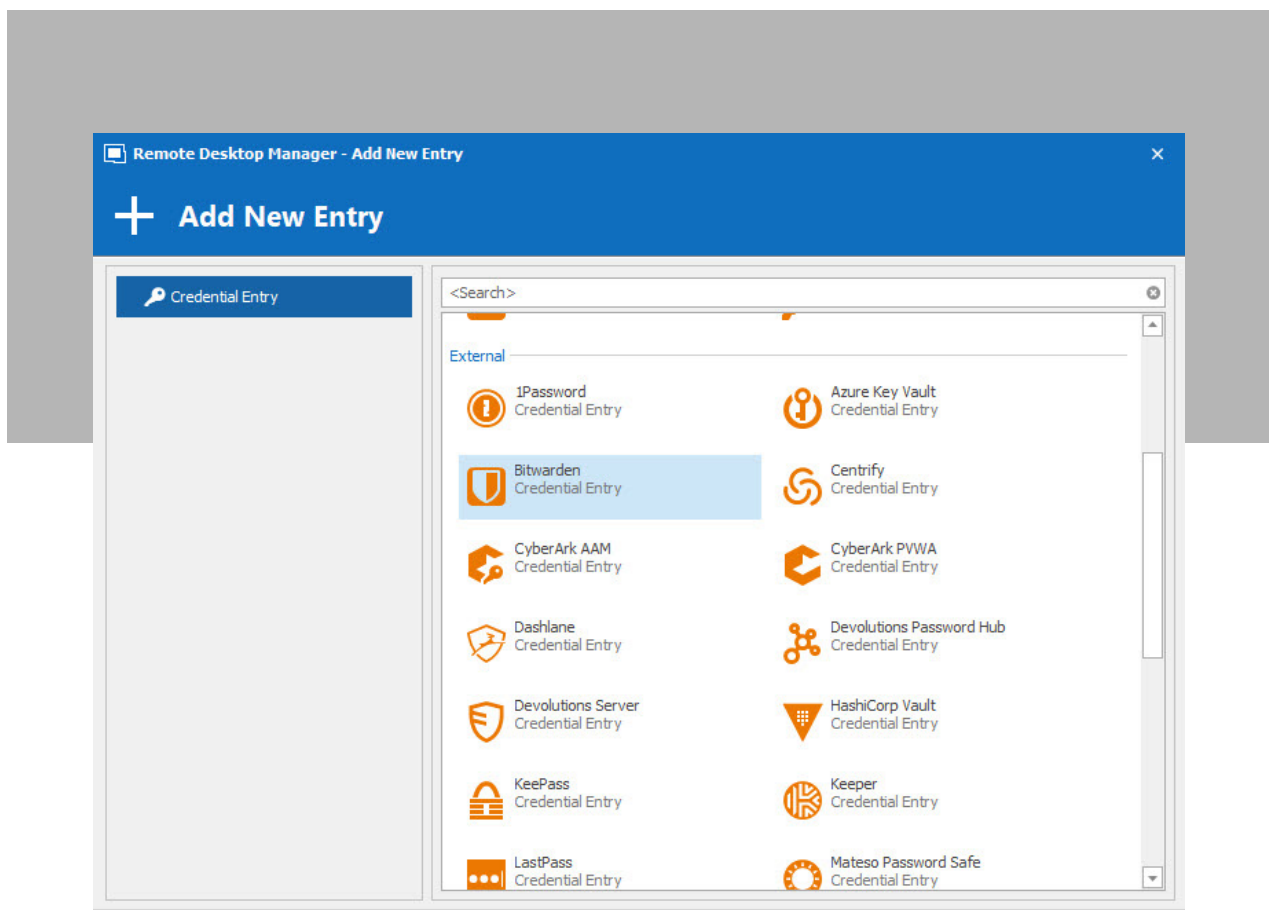 Remote Desktop Manager - Add New Entry
Add New Entry
Credential Entry
<Search>
External
1Password
Credential Entry
Azure Key Vault
Credential Entry
Bitwarden
Credential Entry
Centrify
Credential Entry
CyberArk AAM
Credential Entry
CyberArk PVWA
Credential Entry
Dashlane
Credential Entry
Devolutions Password Hub
Credential Entry
Devolutions Server
Credential Entry
HashiCorp Vault
Credential Entry
KeePass
Credential Entry
Keeper
Credential Entry
LastPass
Credential Entry
Mateso Password Safe
Credential Entry